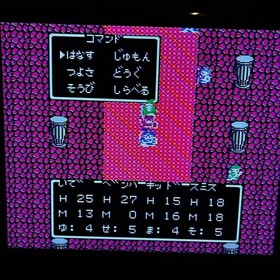 コマンド
▶はなす じゅもん
つよさ どうぐ
そうび しらべる
H 25 H 27 H 15 H 18
M 13 M 0 M 16 M 18
ゆ: 4 せ: 5 ま: 4 そ: 5